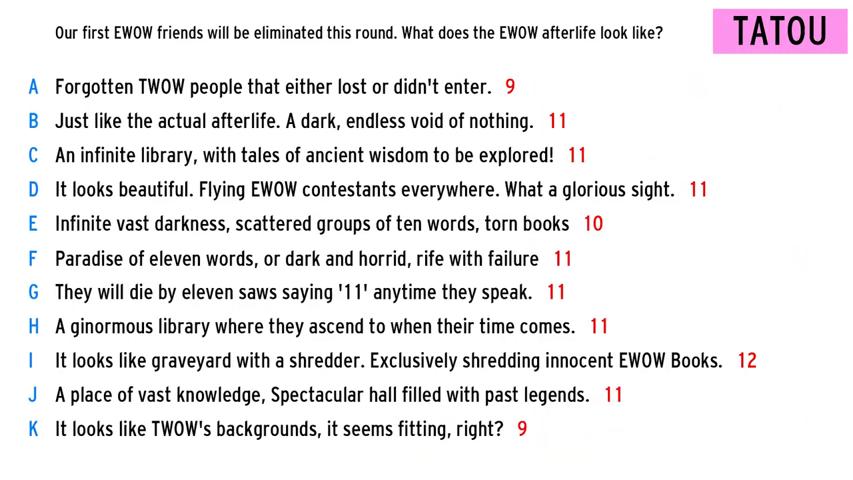 Our first EWOW friends will be eliminated this round. What does the EWOW afterlife look like?
TATOU
A Forgotten TWOW people that either lost or didn't enter. 9
B Just like the actual afterlife. A dark, endless void of nothing. 11
C An infinite library, with tales of ancient wisdom to be explored! 11
D It looks beautiful. Flying EWOW contestants everywhere. What a glorious sight. 11
E Infinite vast darkness, scattered groups of ten words, torn books 10
F Paradise of eleven words, or dark and horrid, rife with failure 11
G They will die by eleven saws saying '11' anytime they speak. 11
H A ginormous library where they ascend to when their time comes. 11
I It looks like graveyard with a shredder. Exclusively shredding innocent EWOW Books. 12
J A place of vast knowledge, Spectacular hall filled with past legends. 11
K It looks like TWOW's backgrounds, it seems fitting, right? 9